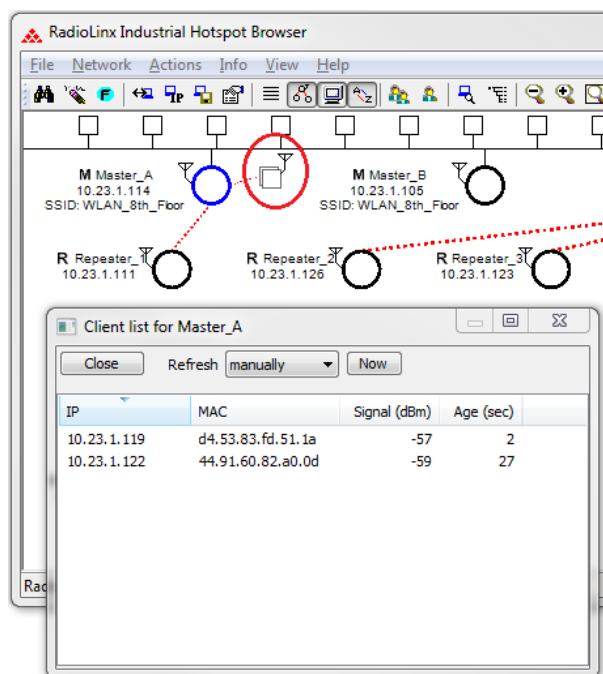 RadioLinx Industrial Hotspot Browser
File Network Actions Info View Help
F IP A Z
M Master_A
10.23.1.114
SSID: WLAN_8th_Floor
M Master_B
10.23.1.105
SSID: WLAN_8th_Floor
R Repeater_1
10.23.1.111
R Repeater_2
10.23.1.126
R Repeater_3
10.23.1.123
Client list for Master_A
Close Refresh manually Now
IP MAC Signal (dBm) Age (sec)
10.23.1.119 d4.53.83.fd.51.1a -57 2
10.23.1.122 44.91.60.82.a0.0d -59 27
Rad